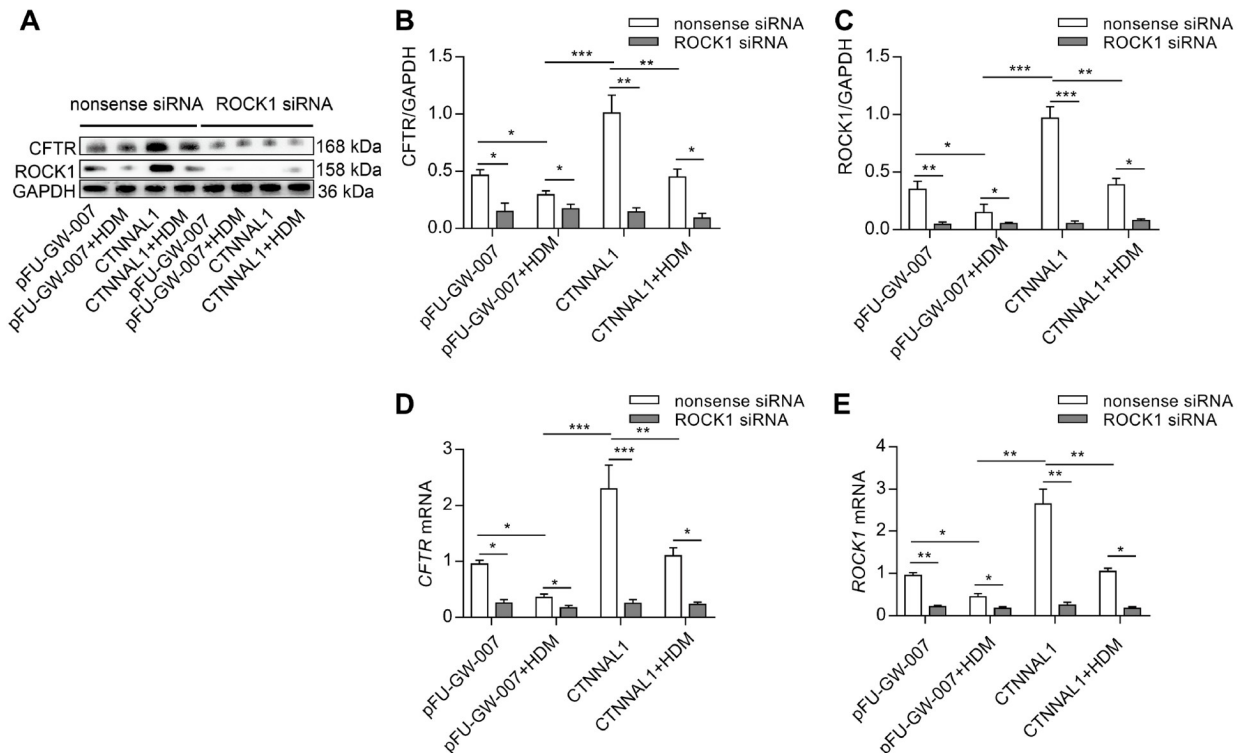 A
nonsense siRNA ROCK1 siRNA
CFTR 168 kDa
ROCK1 158 kDa
GAPDH 36 kDa
pFU-GW-007
pFU-GW-007+HDM
CTNNAL1
CTNNAL1+HDM
pFU-GW-007
pFU-GW-007+HDM
CTNNAL1
CTNNAL1+HDM
B
nonsense siRNA
ROCK1 siRNA
CFTR/GAPDH
1.5
1.0
0.5
0.0
*** **
**
*
* * *
pFU-GW-007
pFU-GW-007+HDM
CTNNAL1
CTNNAL1+HDM
C
nonsense siRNA
ROCK1 siRNA
ROCK1/GAPDH
1.5
1.0
0.5
0.0
*** **
***
*
** * *
pFU-GW-007
pFU-GW-007+HDM
CTNNAL1
CTNNAL1+HDM
D
nonsense siRNA
ROCK1 siRNA
CFTR mRNA
3
2
1
0
*** **
***
*
* * *
pFU-GW-007
pFU-GW-007+HDM
CTNNAL1
CTNNAL1+HDM
E
nonsense siRNA
ROCK1 siRNA
ROCK1 mRNA
4
3
2
1
0
** **
**
*
** * *
pFU-GW-007
pFU-GW-007+HDM
CTNNAL1
CTNNAL1+HDM